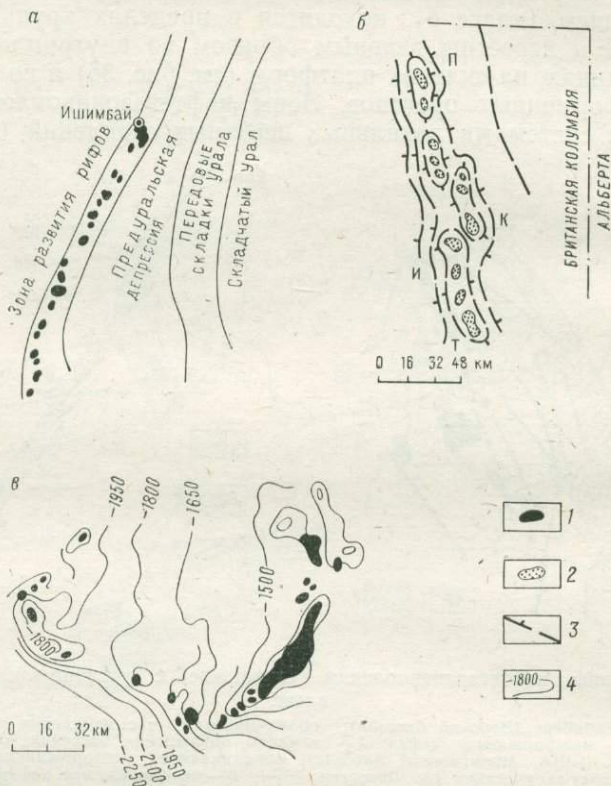 а
Ишимбай
Зона развития рифов
Предуральская
депрессия
Передовые
складки Урала
Складчатый Урал
б
П
К
И
Т
БРИТАНСКАЯ КОЛУМБИЯ
АЛЬБЕРТА
0 16 32 48 км
в
-1950
-1800
-1650
-1500
-1800
-2250
-2100
-1950
0 16 32 км
1
2
3
-1800- 4